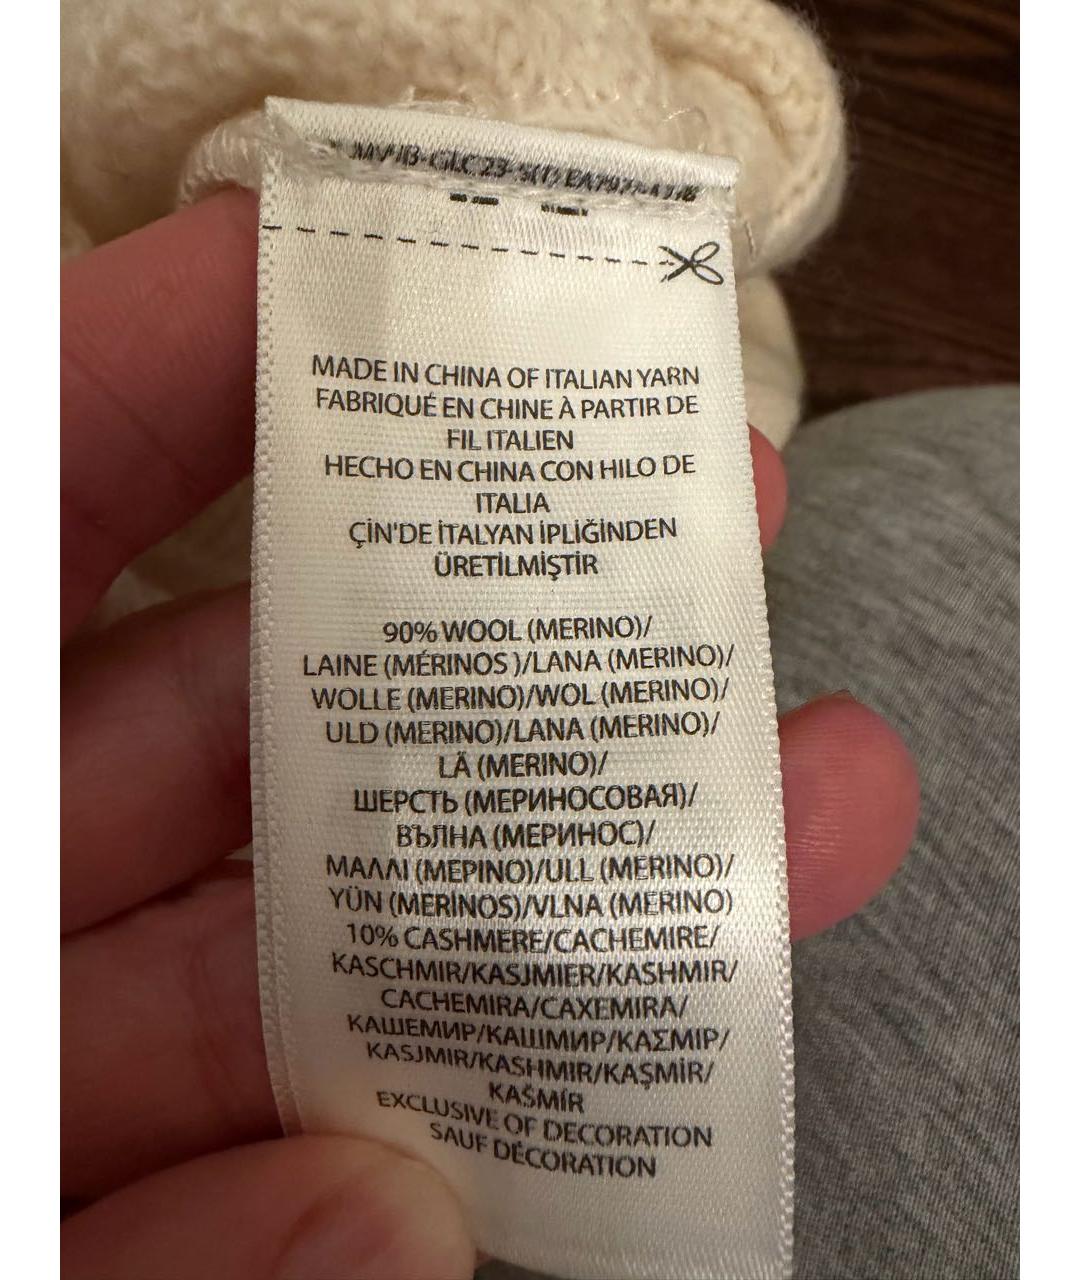 MADE IN CHINA OF ITALIAN YARN
FABRIQUÉ EN CHINE À PARTIR DE
FIL ITALIEN
HECHO EN CHINA CON HILO DE
ITALIA
ÇİN'DE İTALYAN İPLİĞİNDEN
ÜRETİLMİŞTİR
90% WOOL (MERINO)/
LAINE (MÉRINOS )/LANA (MERINO)/
WOLLE (MERINO)/WOL (MERINO)/
ULD (MERINO)/LANA (MERINO)/
LÄ (MERINO)/
ШЕРСТЬ (МЕРИНОСОВАЯ)/
ВЪЛНА (МЕРИНОС)/
ΜΑΛΛΙ (ΜΕΡΙΝΟ)/ULL (MERINO)/
YÜN (MERINOS)/VLNA (MERINO)
10% CASHMERE/CACHEMIRE/
KASCHMIR/KASJMIER/KASHMIR/
CACHEMIRA/CAXEMIRA/
КАШЕМИР/КАШМИР/ΚΑΣΜΙΡ/
KASJMIR/KASHMIR/KAŞMİR/
KAŠMÍR
EXCLUSIVE OF DECORATION
SAUF DÉCORATION